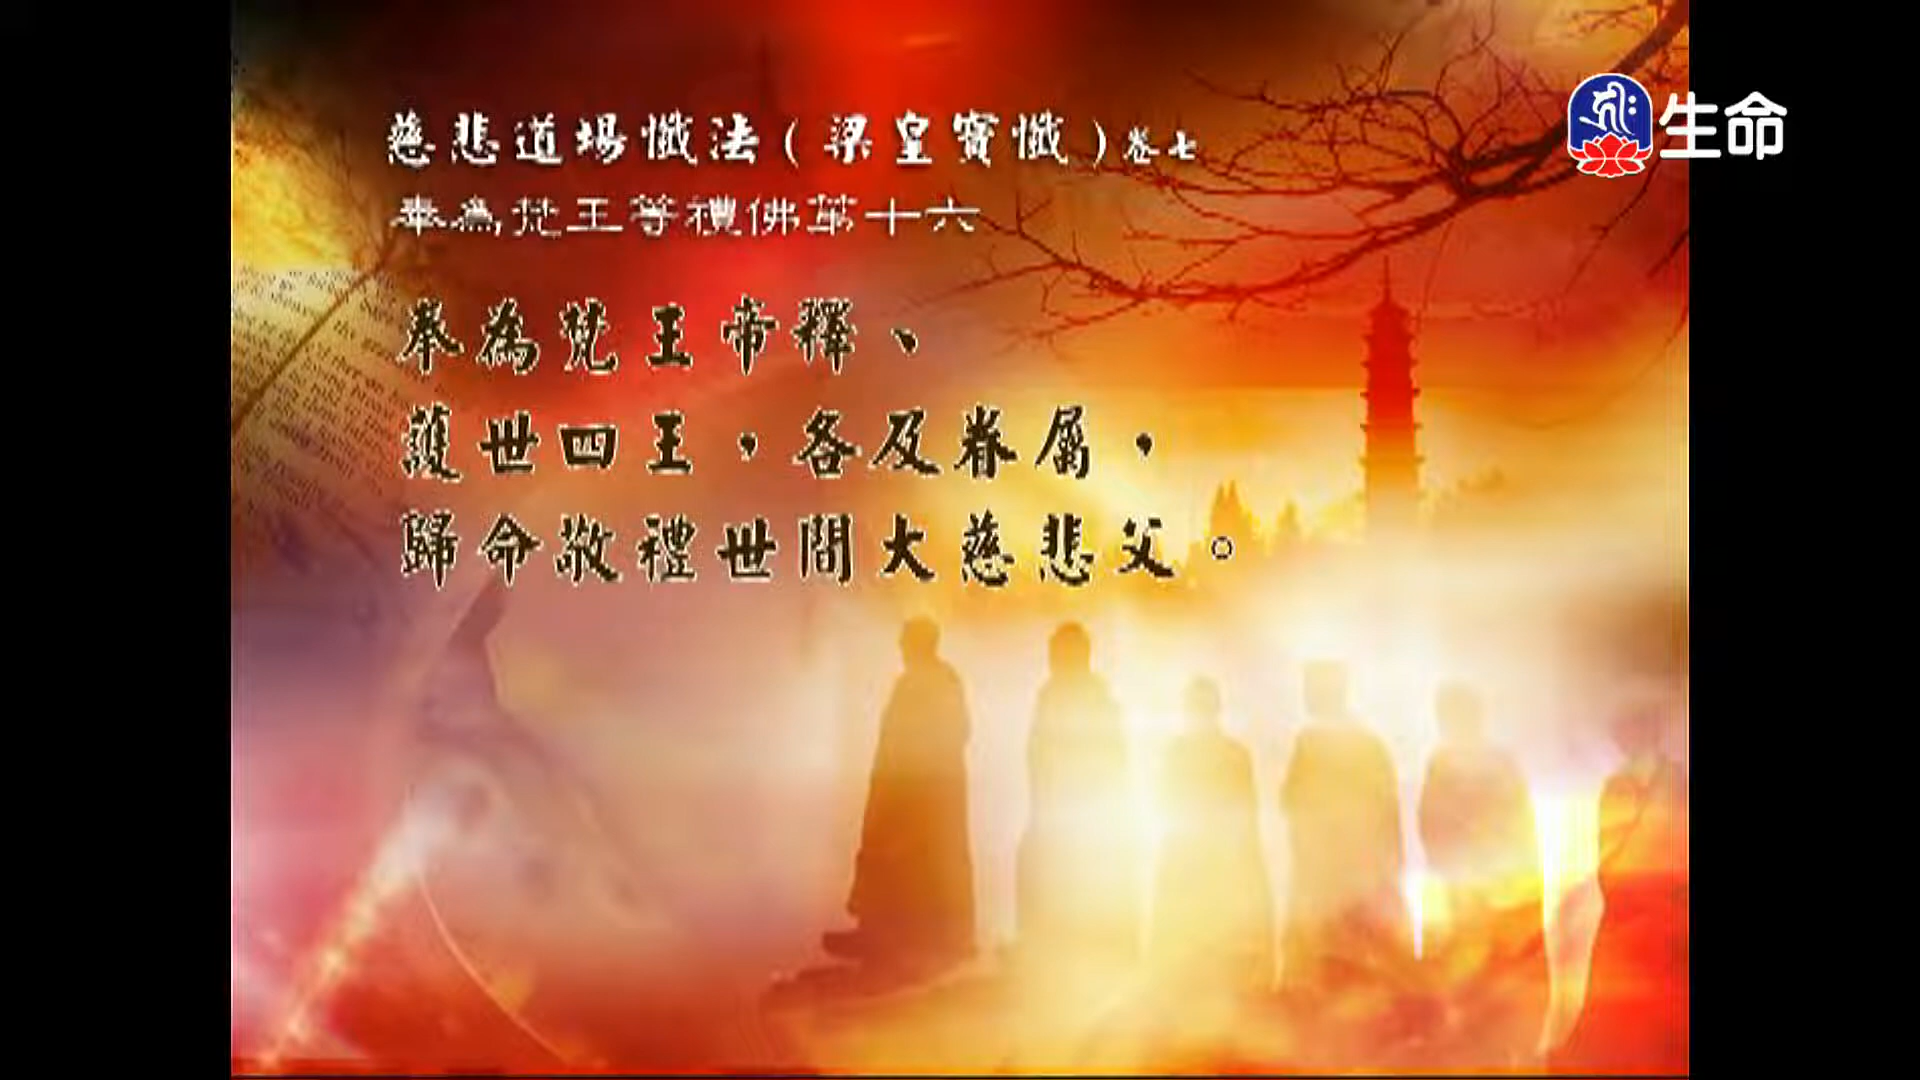 慈悲道場懺法(梁皇寶懺)卷七
奉為梵王等禮佛第十六
奉為梵王帝釋、
護世四王,各及眷屬,
歸命敬禮世間大慈悲父。
生命